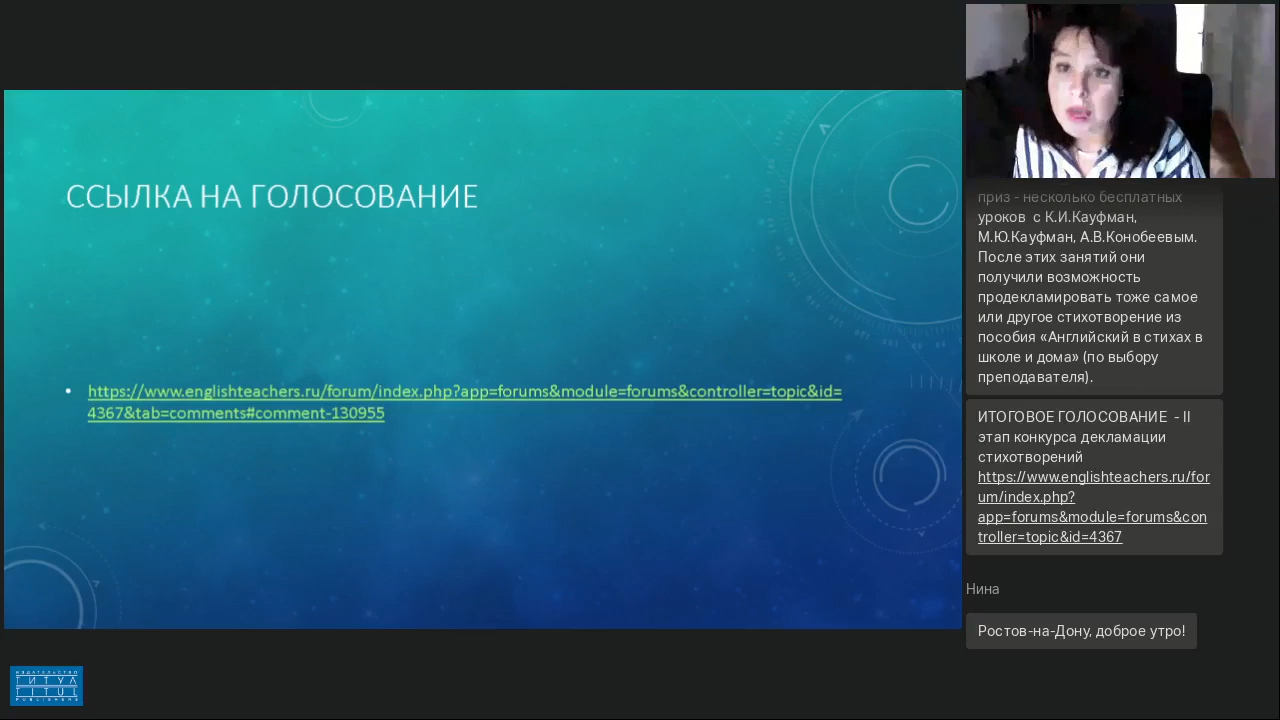 ССЫЛКА НА ГОЛОСОВАНИЕ
• https://www.englishteachers.ru/forum/index.php?app=forums&module=forums&controller=topic&id=
4367&tab=comments#comment-130955
приз - несколько бесплатных
уроков с К.И.Кауфман,
М.Ю.Кауфман, А.В.Конобеевым.
После этих занятий они
получили возможность
продекламировать тоже самое
или другое стихотворение из
пособия «Английский в стихах в
школе и дома» (по выбору
преподавателя).
ИТОГОВОЕ ГОЛОСОВАНИЕ - II
этап конкурса декламации
стихотворений
https://www.englishteachers.ru/for
um/index.php?
app=forums&module=forums&con
troller=topic&id=4367
Нина
Ростов-на-Дону, доброе утро!
ИЗДАТЕЛЬСТВО
ТИТУЛ
TITUL
PUBLISHERS